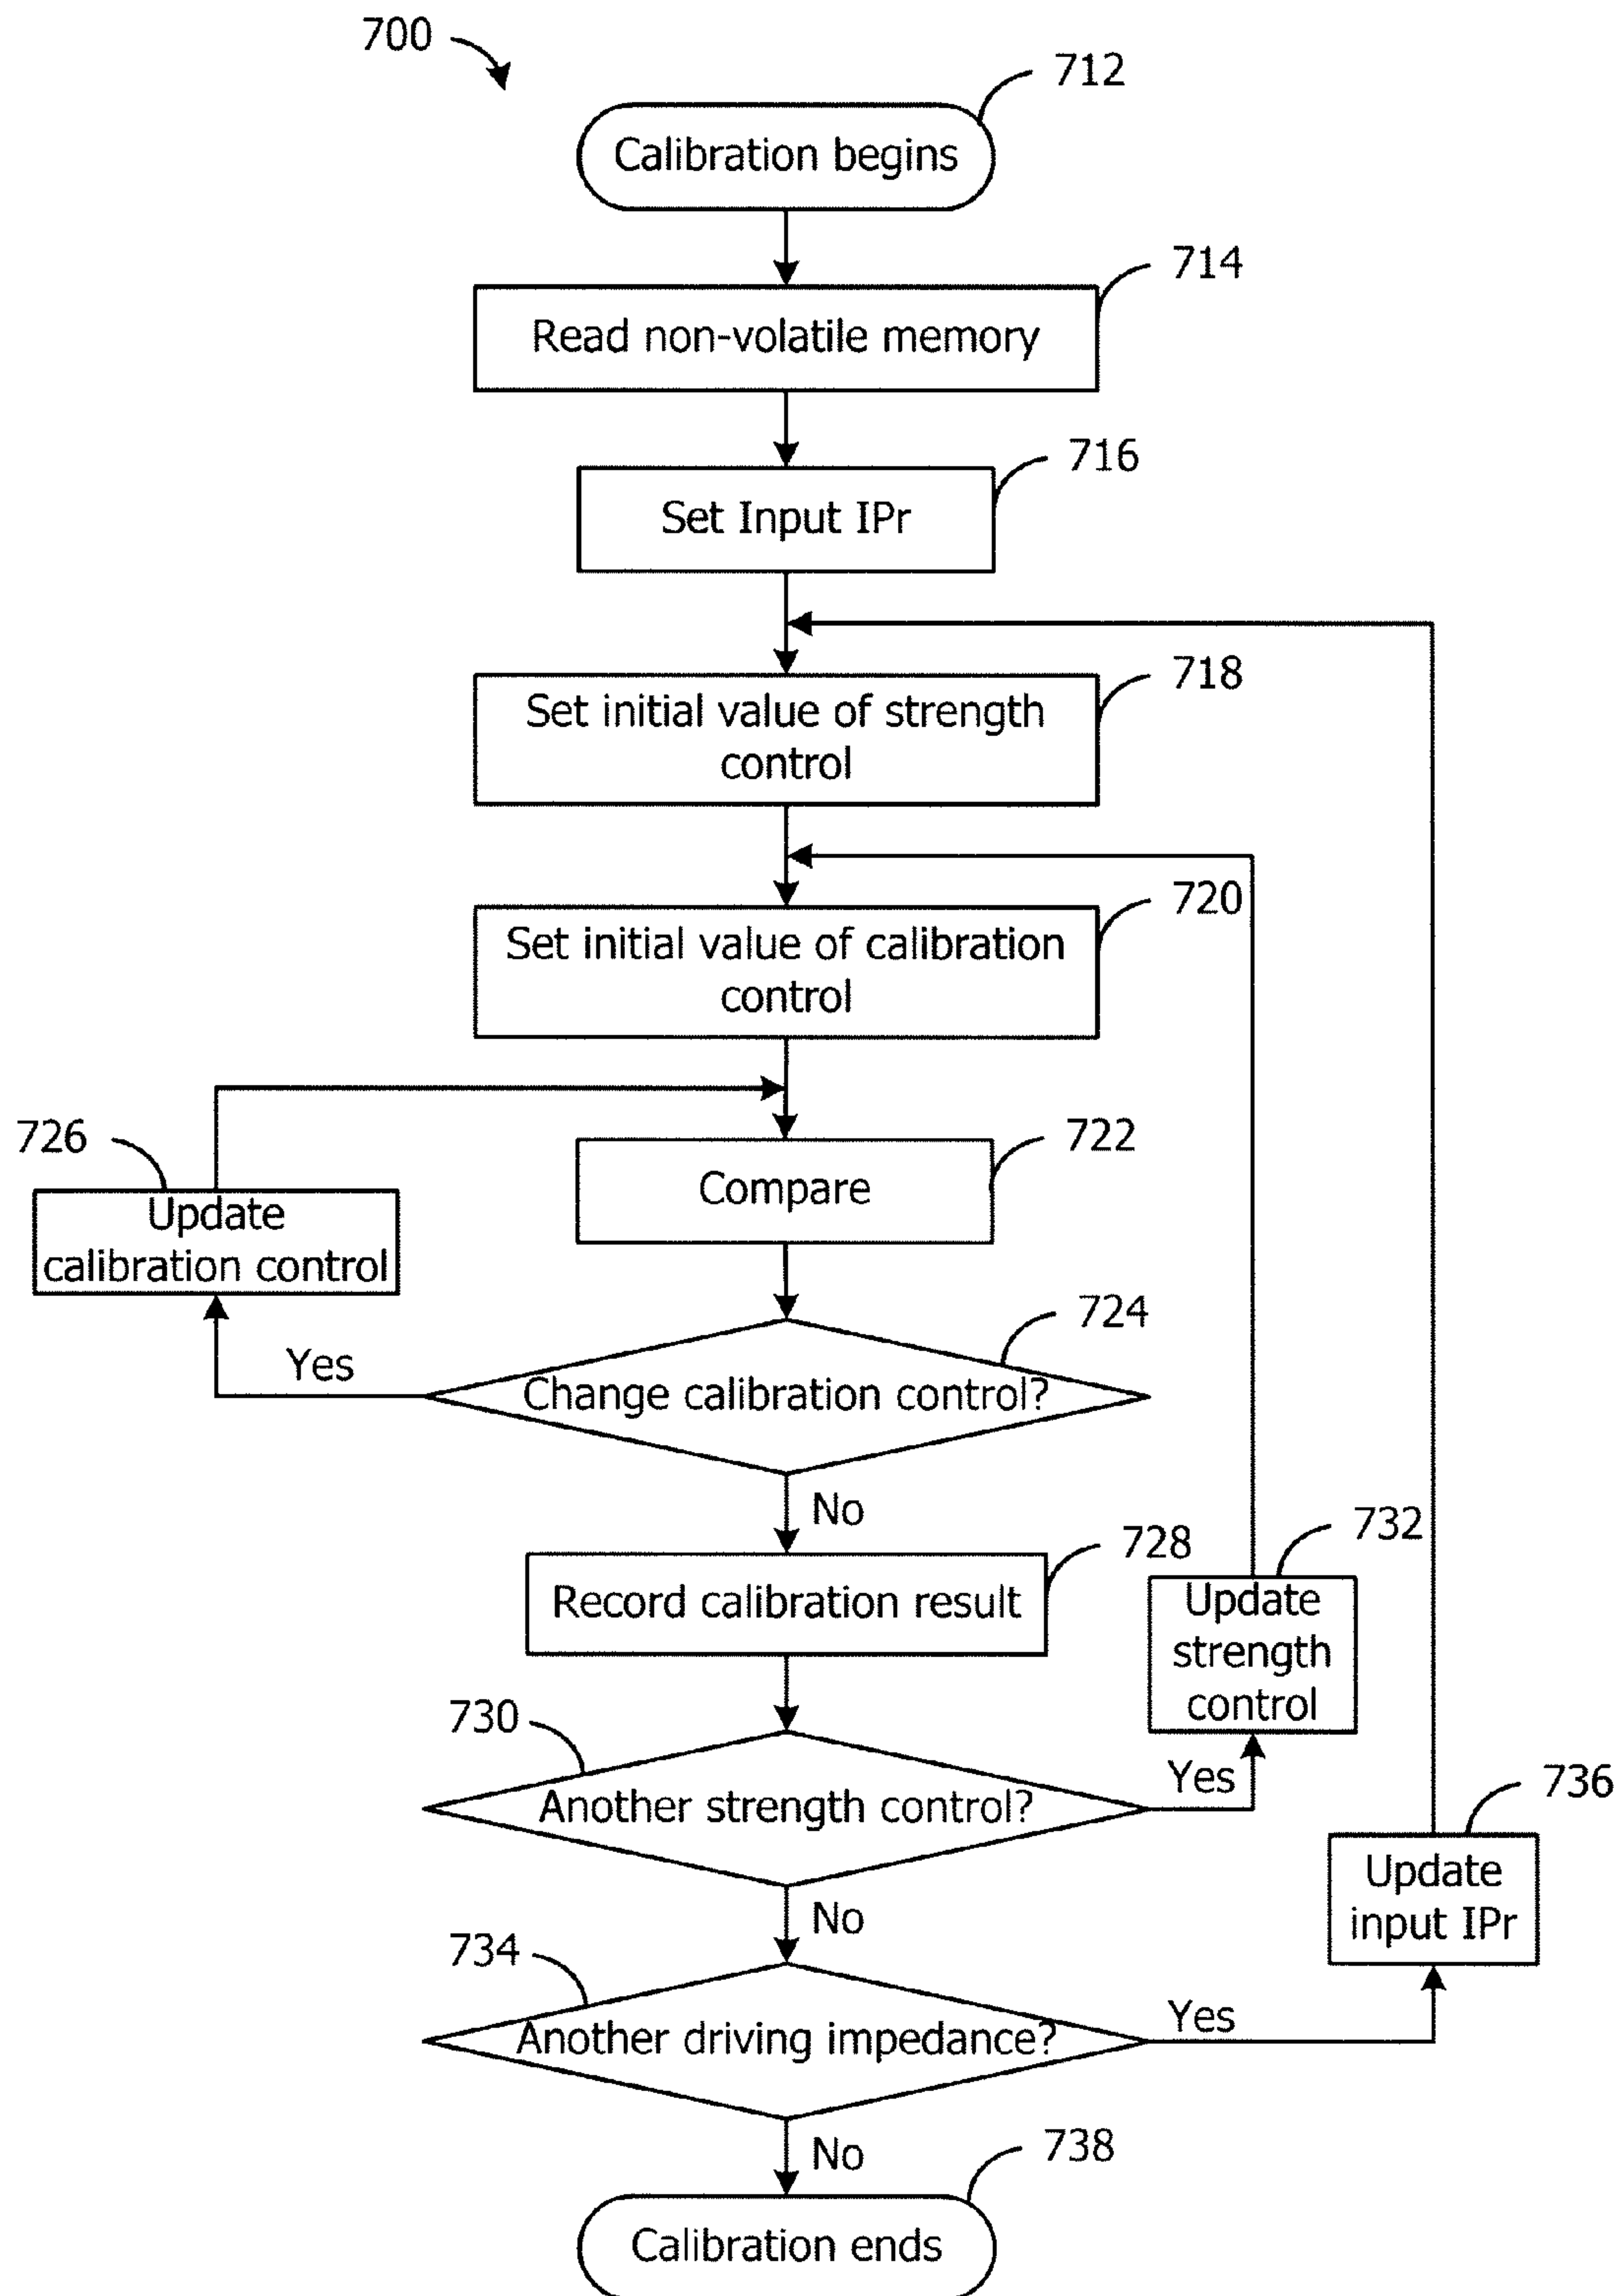 700
712
Calibration begins
714
Read non-volatile memory
716
Set Input IPr
718
Set initial value of strength
control
720
Set initial value of calibration
control
726
Update
calibration control
722
Compare
724
Yes
Change calibration control?
No
728
Record calibration result
732
Update
strength
control
730
Another strength control?
Yes
736
Update
input IPr
No
734
Another driving impedance?
Yes
No
738
Calibration ends